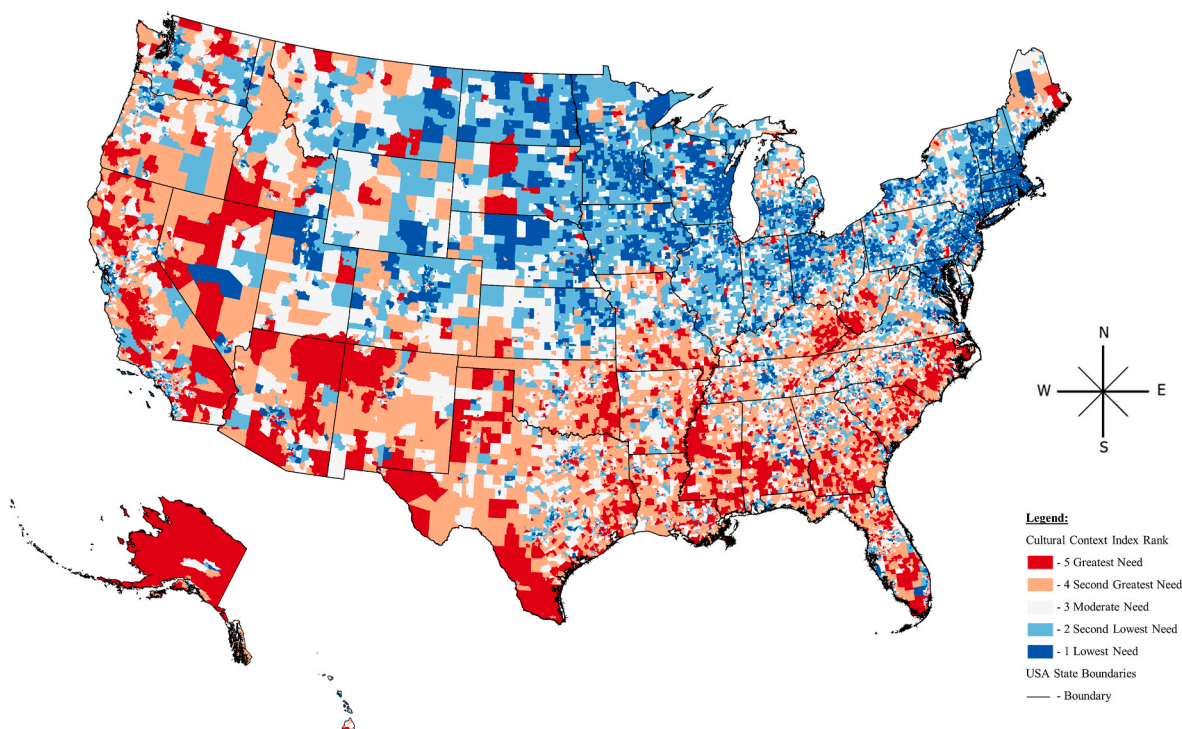 N
W E
S
Legend:
Cultural Context Index Rank
- 5 Greatest Need
- 4 Second Greatest Need
- 3 Moderate Need
- 2 Second Lowest Need
- 1 Lowest Need
USA State Boundaries
- Boundary